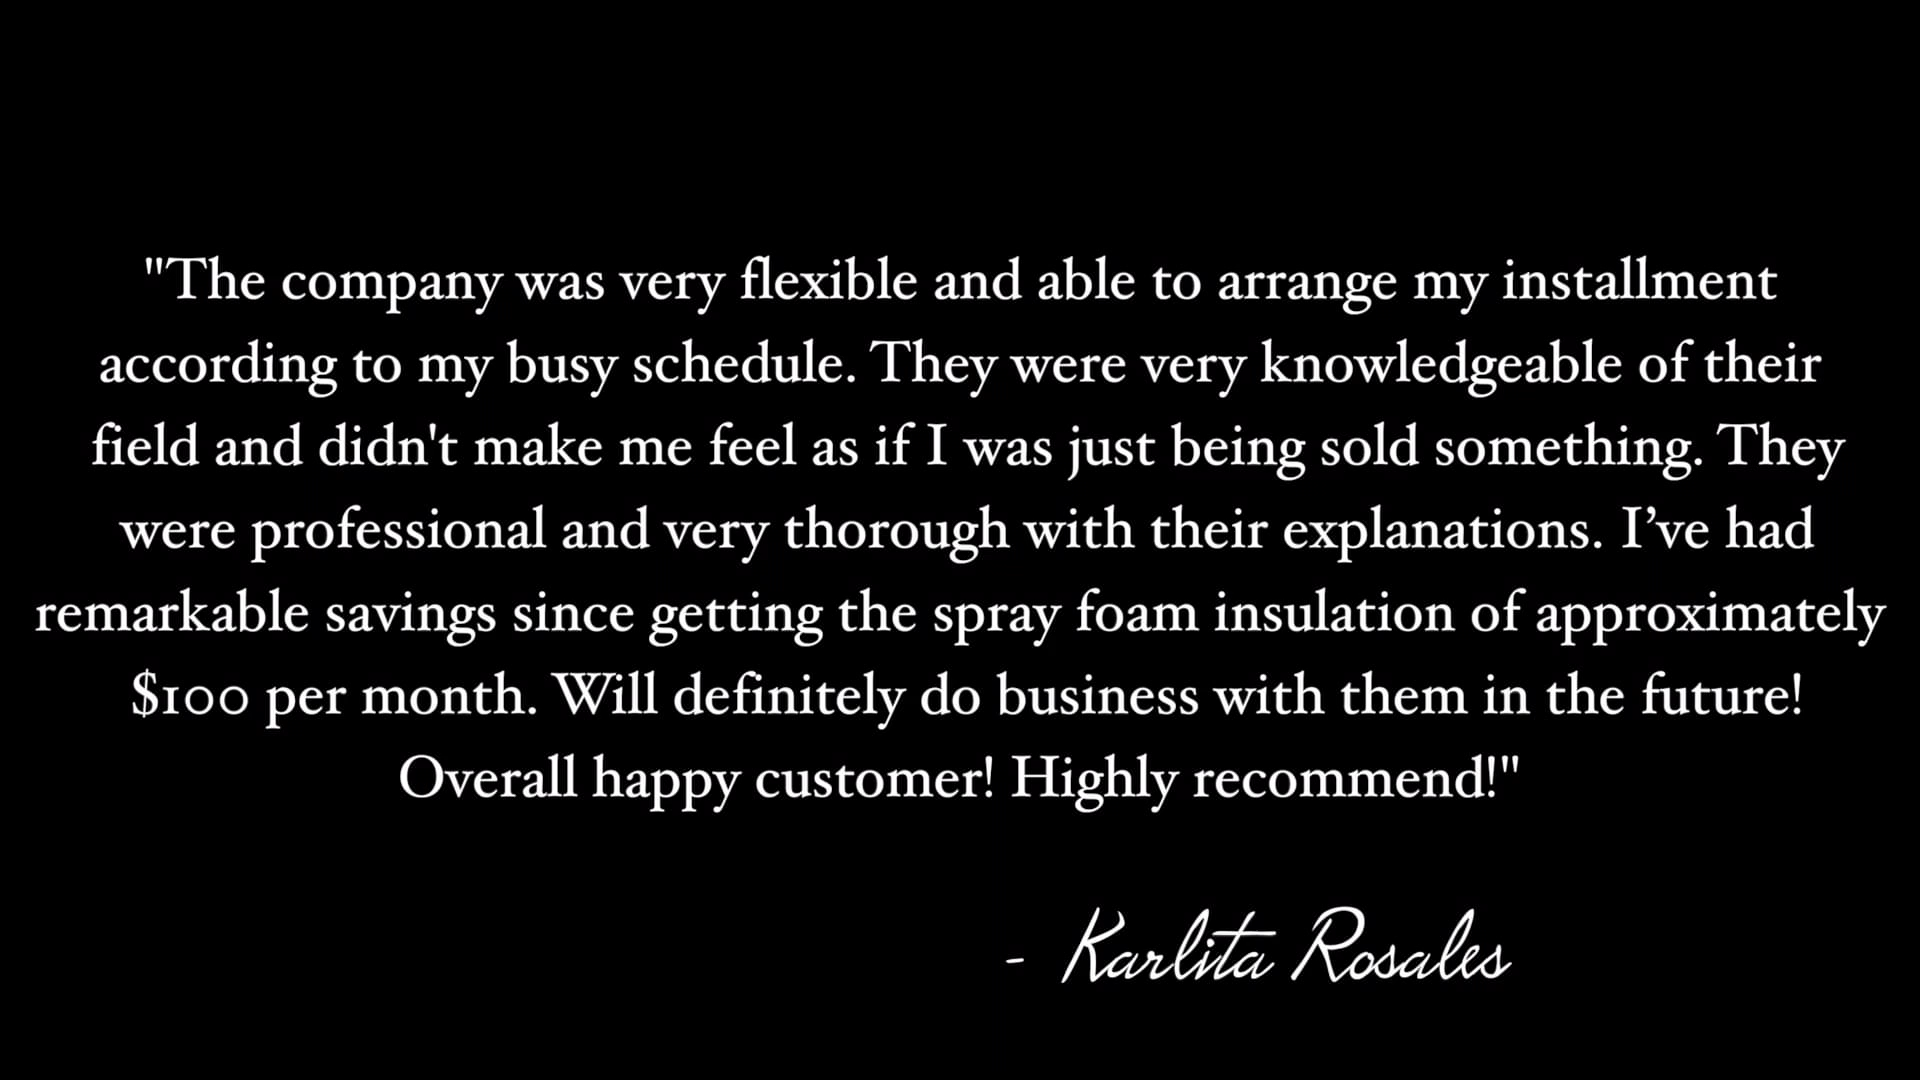 "The company was very flexible and able to arrange my installment
according to my busy schedule. They were very knowledgeable of their
field and didn't make me feel as if I was just being sold something. They
were professional and very thorough with their explanations. I’ve had
remarkable savings since getting the spray foam insulation of approximately
$100 per month. Will definitely do business with them in the future!
Overall happy customer! Highly recommend!"
- Karlita Rosales